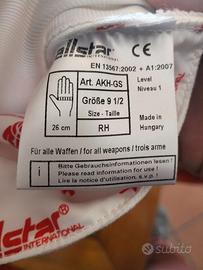 allstar
CE
EN 13567:2002 + A1:2007
Art. AKH-GS
Level
Niveau 1
Größe 9 1/2
Size - Taille
Made in
Hungary
26 cm
RH
Für alle Waffen / for all weapons / trois arme
i
Bitte Gebrauchsinformationen lesen !
Please read information for use !
Lire la notice d'utilisation. s.v.p. !
star
INTERNATIONAL
subito